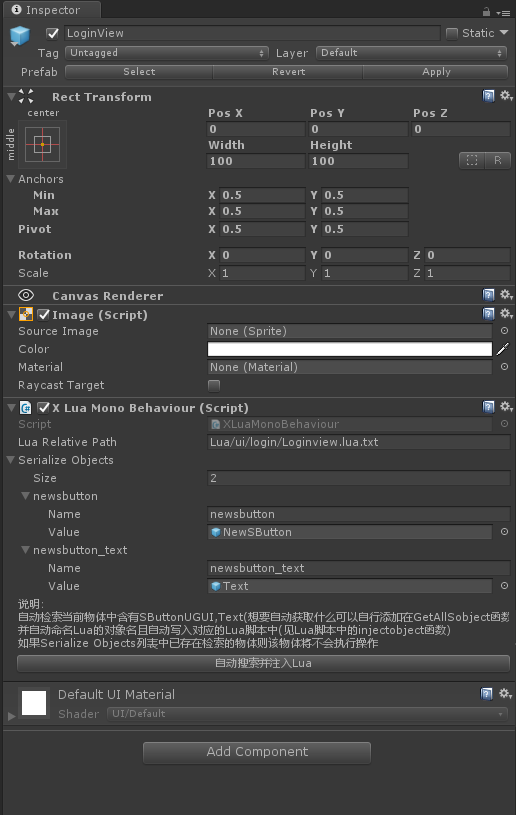 Inspector
LoginView
Static
Tag Untagged Layer Default
Prefab Select Revert Apply
Rect Transform
center
middle
Pos X Pos Y Pos Z
0 0 0
Width Height
100 100
R
Anchors
Min X 0.5 Y 0.5
Max X 0.5 Y 0.5
Pivot X 0.5 Y 0.5
Rotation X 0 Y 0 Z 0
Scale X 1 Y 1 Z 1
Canvas Renderer
Image (Script)
Source Image None (Sprite)
Color
Material None (Material)
Raycast Target
X Lua Mono Behaviour (Script)
Script XLuaMonoBehaviour
Lua Relative Path Lua/ui/login/Loginview.lua.txt
Serialize Objects
Size 2
newsbutton
Name newsbutton
Value NewSButton
newsbutton_text
Name newsbutton_text
Value Text
说明:
自动检索当前物体中含有SButtonUGUI,Text(想要自动获取什么可以自行添加在GetAllSobject函数
并自动命名Lua的对象名且自动写入对应的Lua脚本中(见Lua脚本中的injectobject函数)
如果Serialize Objects列表中已存在检索的物体则该物体将不会执行操作
自动搜索并注入Lua
Default UI Material
Shader UI/Default
Add Component